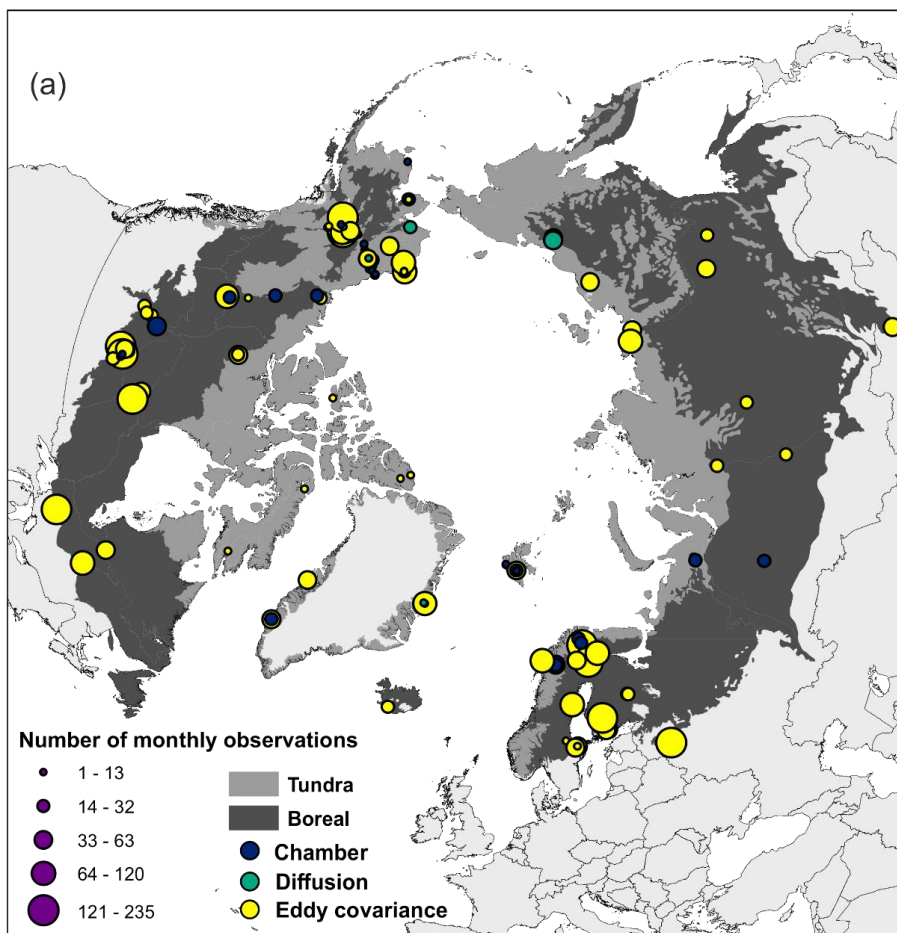 (a)
Number of monthly observations
1 - 13
14 - 32
33 - 63
64 - 120
121 - 235
Tundra
Boreal
Chamber
Diffusion
Eddy covariance